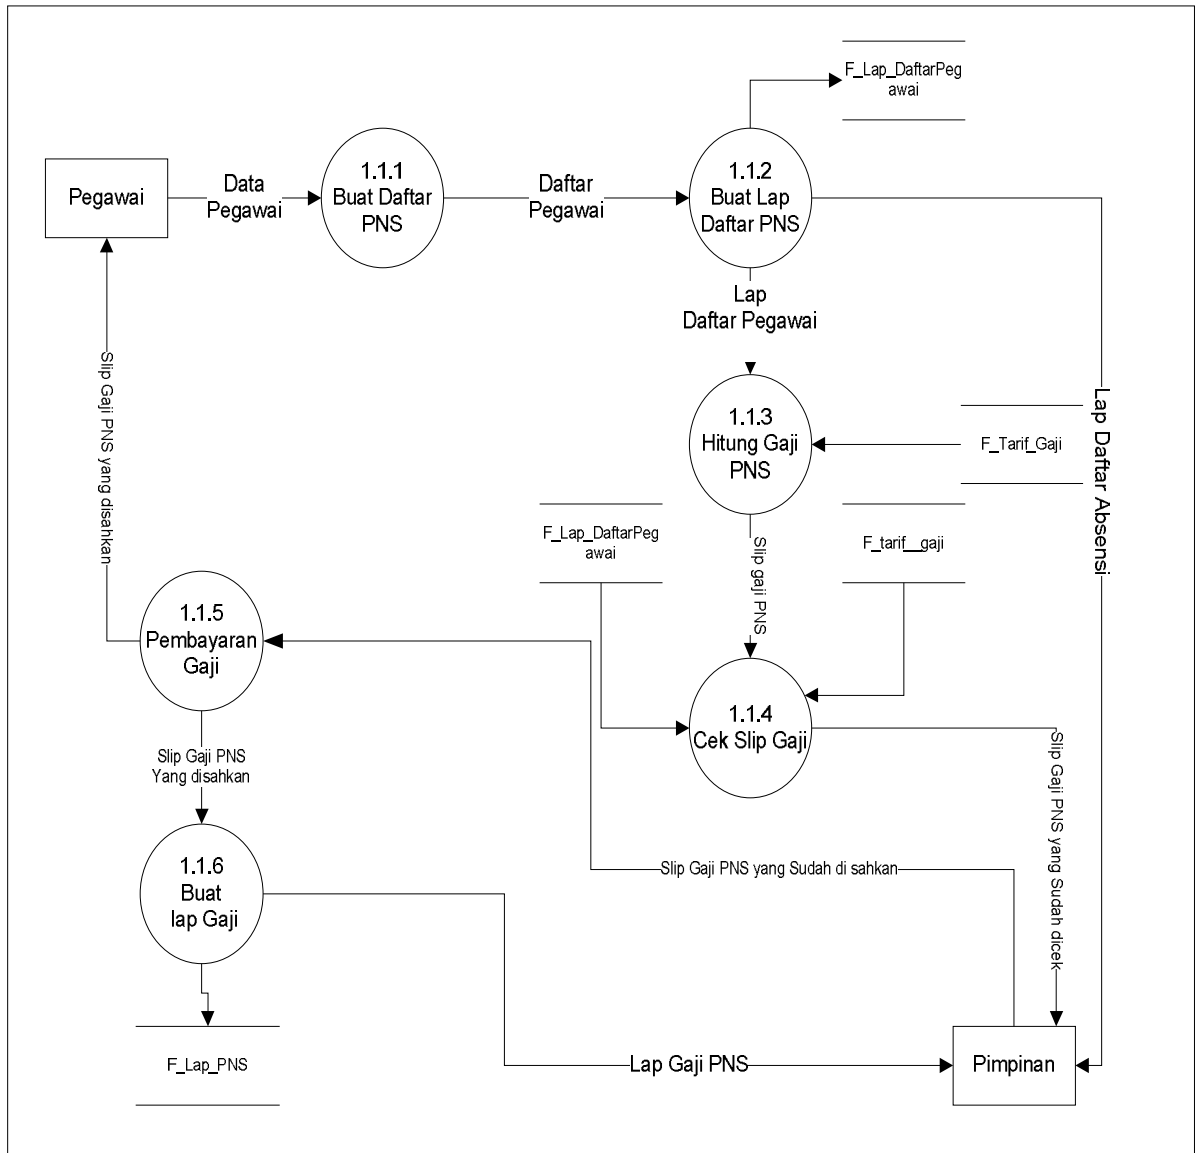 F_Lap_DaftarPeg
awai
Pegawai
Data
Pegawai
1.1.1
Buat Daftar
PNS
Daftar
Pegawai
1.1.2
Buat Lap
Daftar PNS
Lap
Daftar Pegawai
Slip Gaji PNS yang disahkan
1.1.3
Hitung Gaji
PNS
F_Tarif_Gaji
Lap Daftar Absensi
F_Lap_DaftarPeg
awai
Slip gaji PNS
F_tarif__gaji
1.1.5
Pembayaran
Gaji
1.1.4
Cek Slip Gaji
Slip Gaji PNS
Yang disahkan
Slip Gaji PNS yang Sudah dicek
1.1.6
Buat
lap Gaji
Slip Gaji PNS yang Sudah di sahkan
F_Lap_PNS
Lap Gaji PNS
Pimpinan